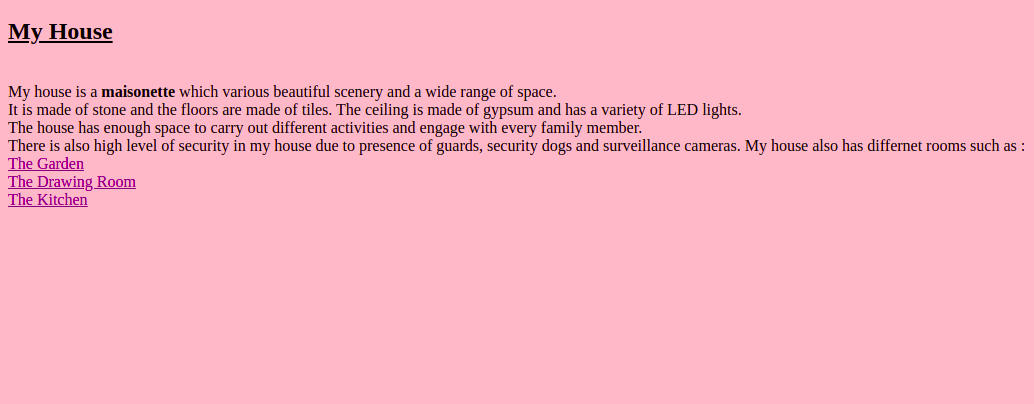 My House
My house is a maisonette which various beautiful scenery and a wide range of space.
It is made of stone and the floors are made of tiles. The ceiling is made of gypsum and has a variety of LED lights.
The house has enough space to carry out different activities and engage with every family member.
There is also high level of security in my house due to presence of guards, security dogs and surveillance cameras. My house also has differnet rooms such as :
The Garden
The Drawing Room
The Kitchen